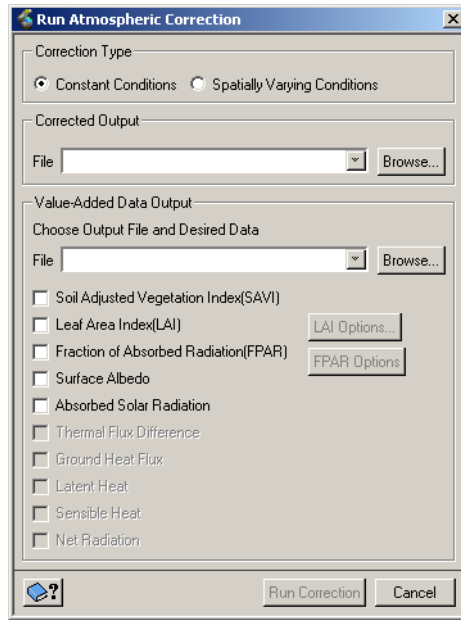 Run Atmospheric Correction
Correction Type
Constant Conditions Spatially Varying Conditions
Corrected Output
File Browse...
Value-Added Data Output
Choose Output File and Desired Data
File Browse...
Soil Adjusted Vegetation Index(SAVI)
Leaf Area Index(LAI) LAI Options...
Fraction of Absorbed Radiation(FPAR) FPAR Options
Surface Albedo
Absorbed Solar Radiation
Thermal Flux Difference
Ground Heat Flux
Latent Heat
Sensible Heat
Net Radiation
? Run Correction Cancel